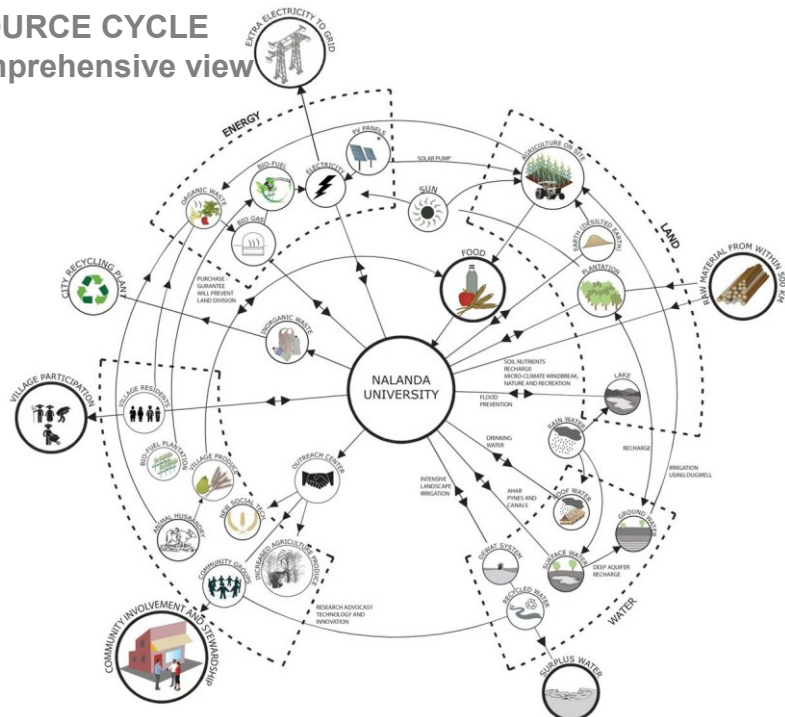 OURCE CYCLE
mprehensive view
EXTRA ELECTRICITY TO GRID
ENERGY
PV PANELS
BIO-FUEL
ELECTRICITY
SOLAR PUMP
AGRICULTURE ON SITE
ORGANIC WASTE
BIO GAS
SUN
LAND
EARTH (DESILTED EARTH)
FOOD
PLANTATION
CITY RECYCLING PLANT
PURCHASE
GURANTEE
WILL PREVENT
LAND DIVISION
RAW MATERIAL FROM WITHIN 500 KM
INORGANIC WASTE
NALANDA
UNIVERSITY
SOIL NUTRIENTS
RECHARGE
MICRO-CLIMATE WINDBREAK,
NATURE AND RECREATION
LAKE
VILLAGE PARTICIPATION
VILLAGE RESIDENTS
FLOOD
PREVENTION
RAIN WATER
BIO-FUEL PLANTATION
VILLAGE PRODUCE
OUTREACH CENTER
DRINKING
WATER
RECHARGE
IRRIGATION
USING DUGWELL
INTENSIVE
LANDSCAPE
IRRIGATION
AHAR
PYNES AND
CANALS
ROOF WATER
GROUND WATER
NEW SOCIAL TECH
ANIMAL HUSBANDRY
INCREASED AGRICULTURE PRODUCE
DEWAT SYSTEM
SURFACE WATER
DEEP AQUIFER
RECHARGE
COMMUNITY GROUPS
RECYCLED WATER
WATER
RESEARCH ADVOCASY
TECHNOLOGY AND
INNOVATION
COMMUNITY INVOLVEMENT AND STEWARDSHIP
SURPLUS WATER